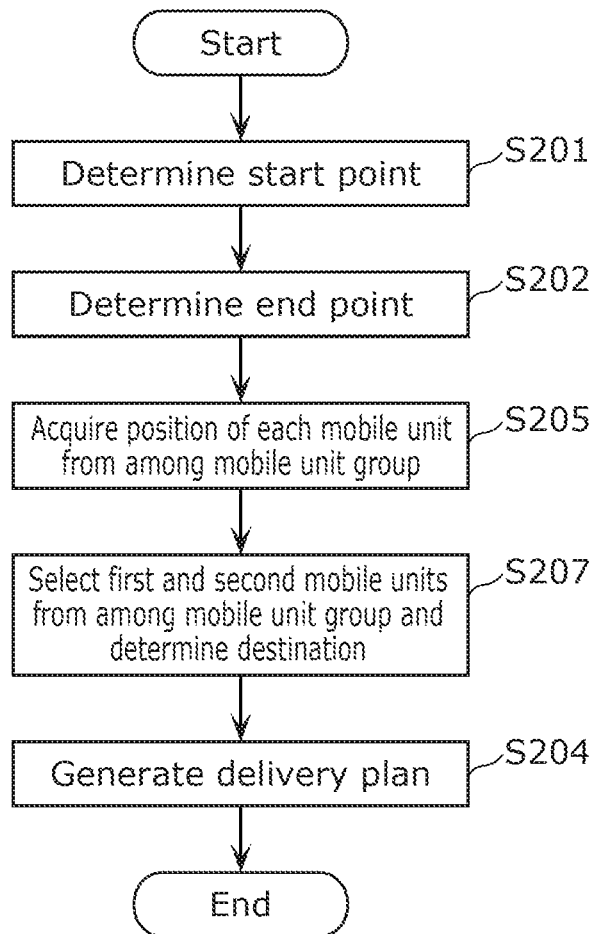 Start
Determine start point
S201
Determine end point
S202
Acquire position of each mobile unit
from among mobile unit group
S205
Select first and second mobile units
from among mobile unit group and
determine destination
S207
Generate delivery plan
S204
End